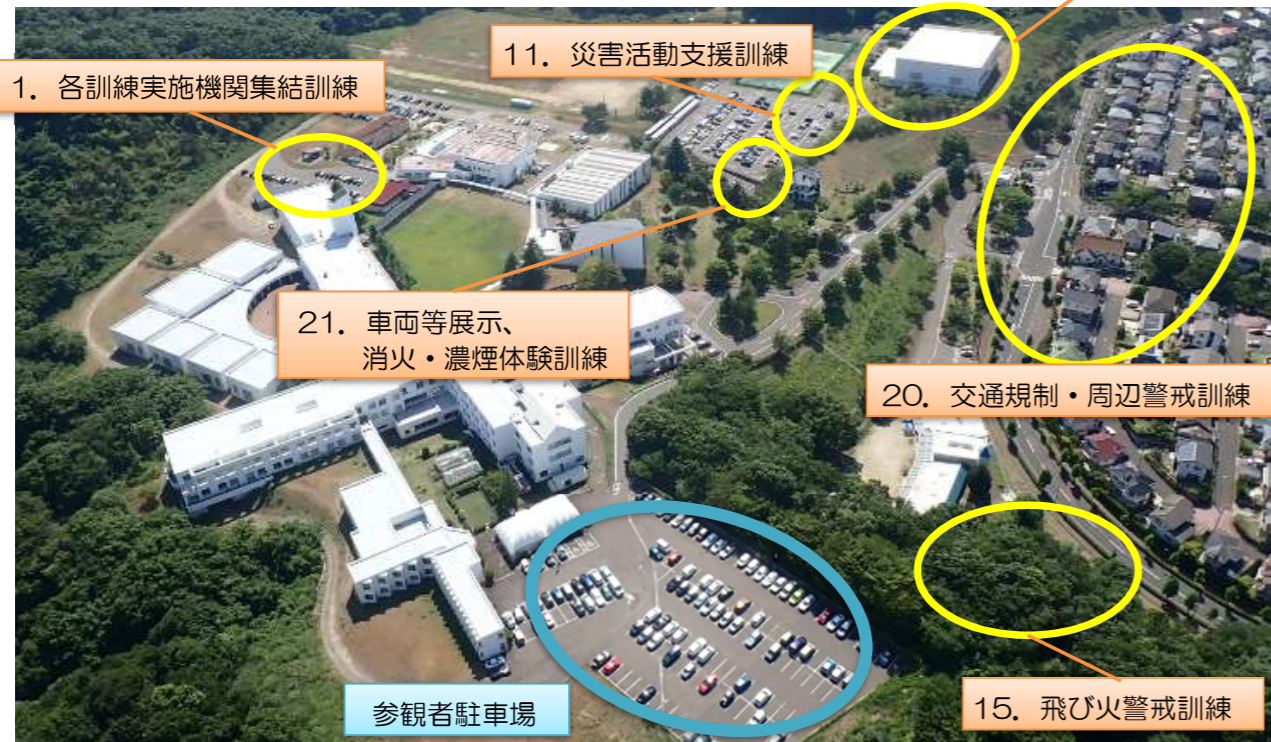 11. 災害活動支援訓練
1. 各訓練実施機関集結訓練
21. 車両等展示、
消火・濃煙体験訓練
20. 交通規制・周辺警戒訓練
参観者駐車場
15. 飛び火警戒訓練